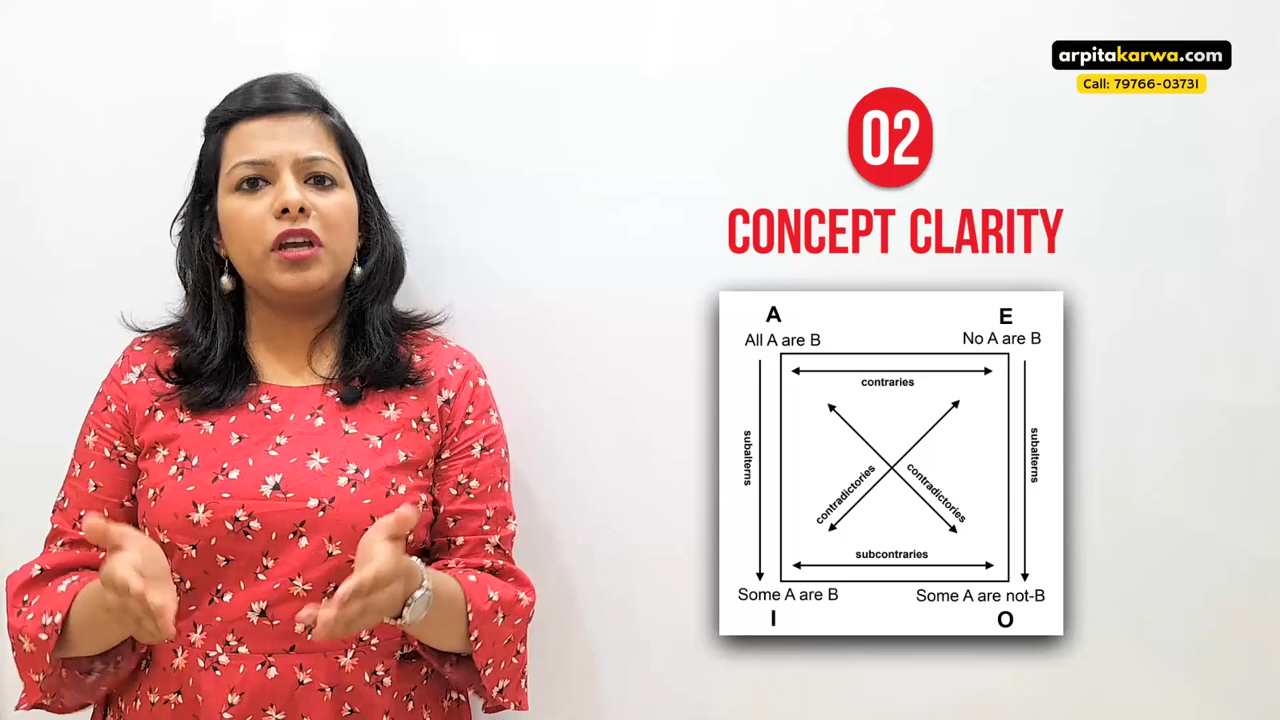 arpitakarwa.com
Call: 79766-03731
02
CONCEPT CLARITY
A
E
All A are B
No A are B
contraries
subalterns
contradictories
contradictories
subalterns
subcontraries
Some A are B
Some A are not-B
I
O